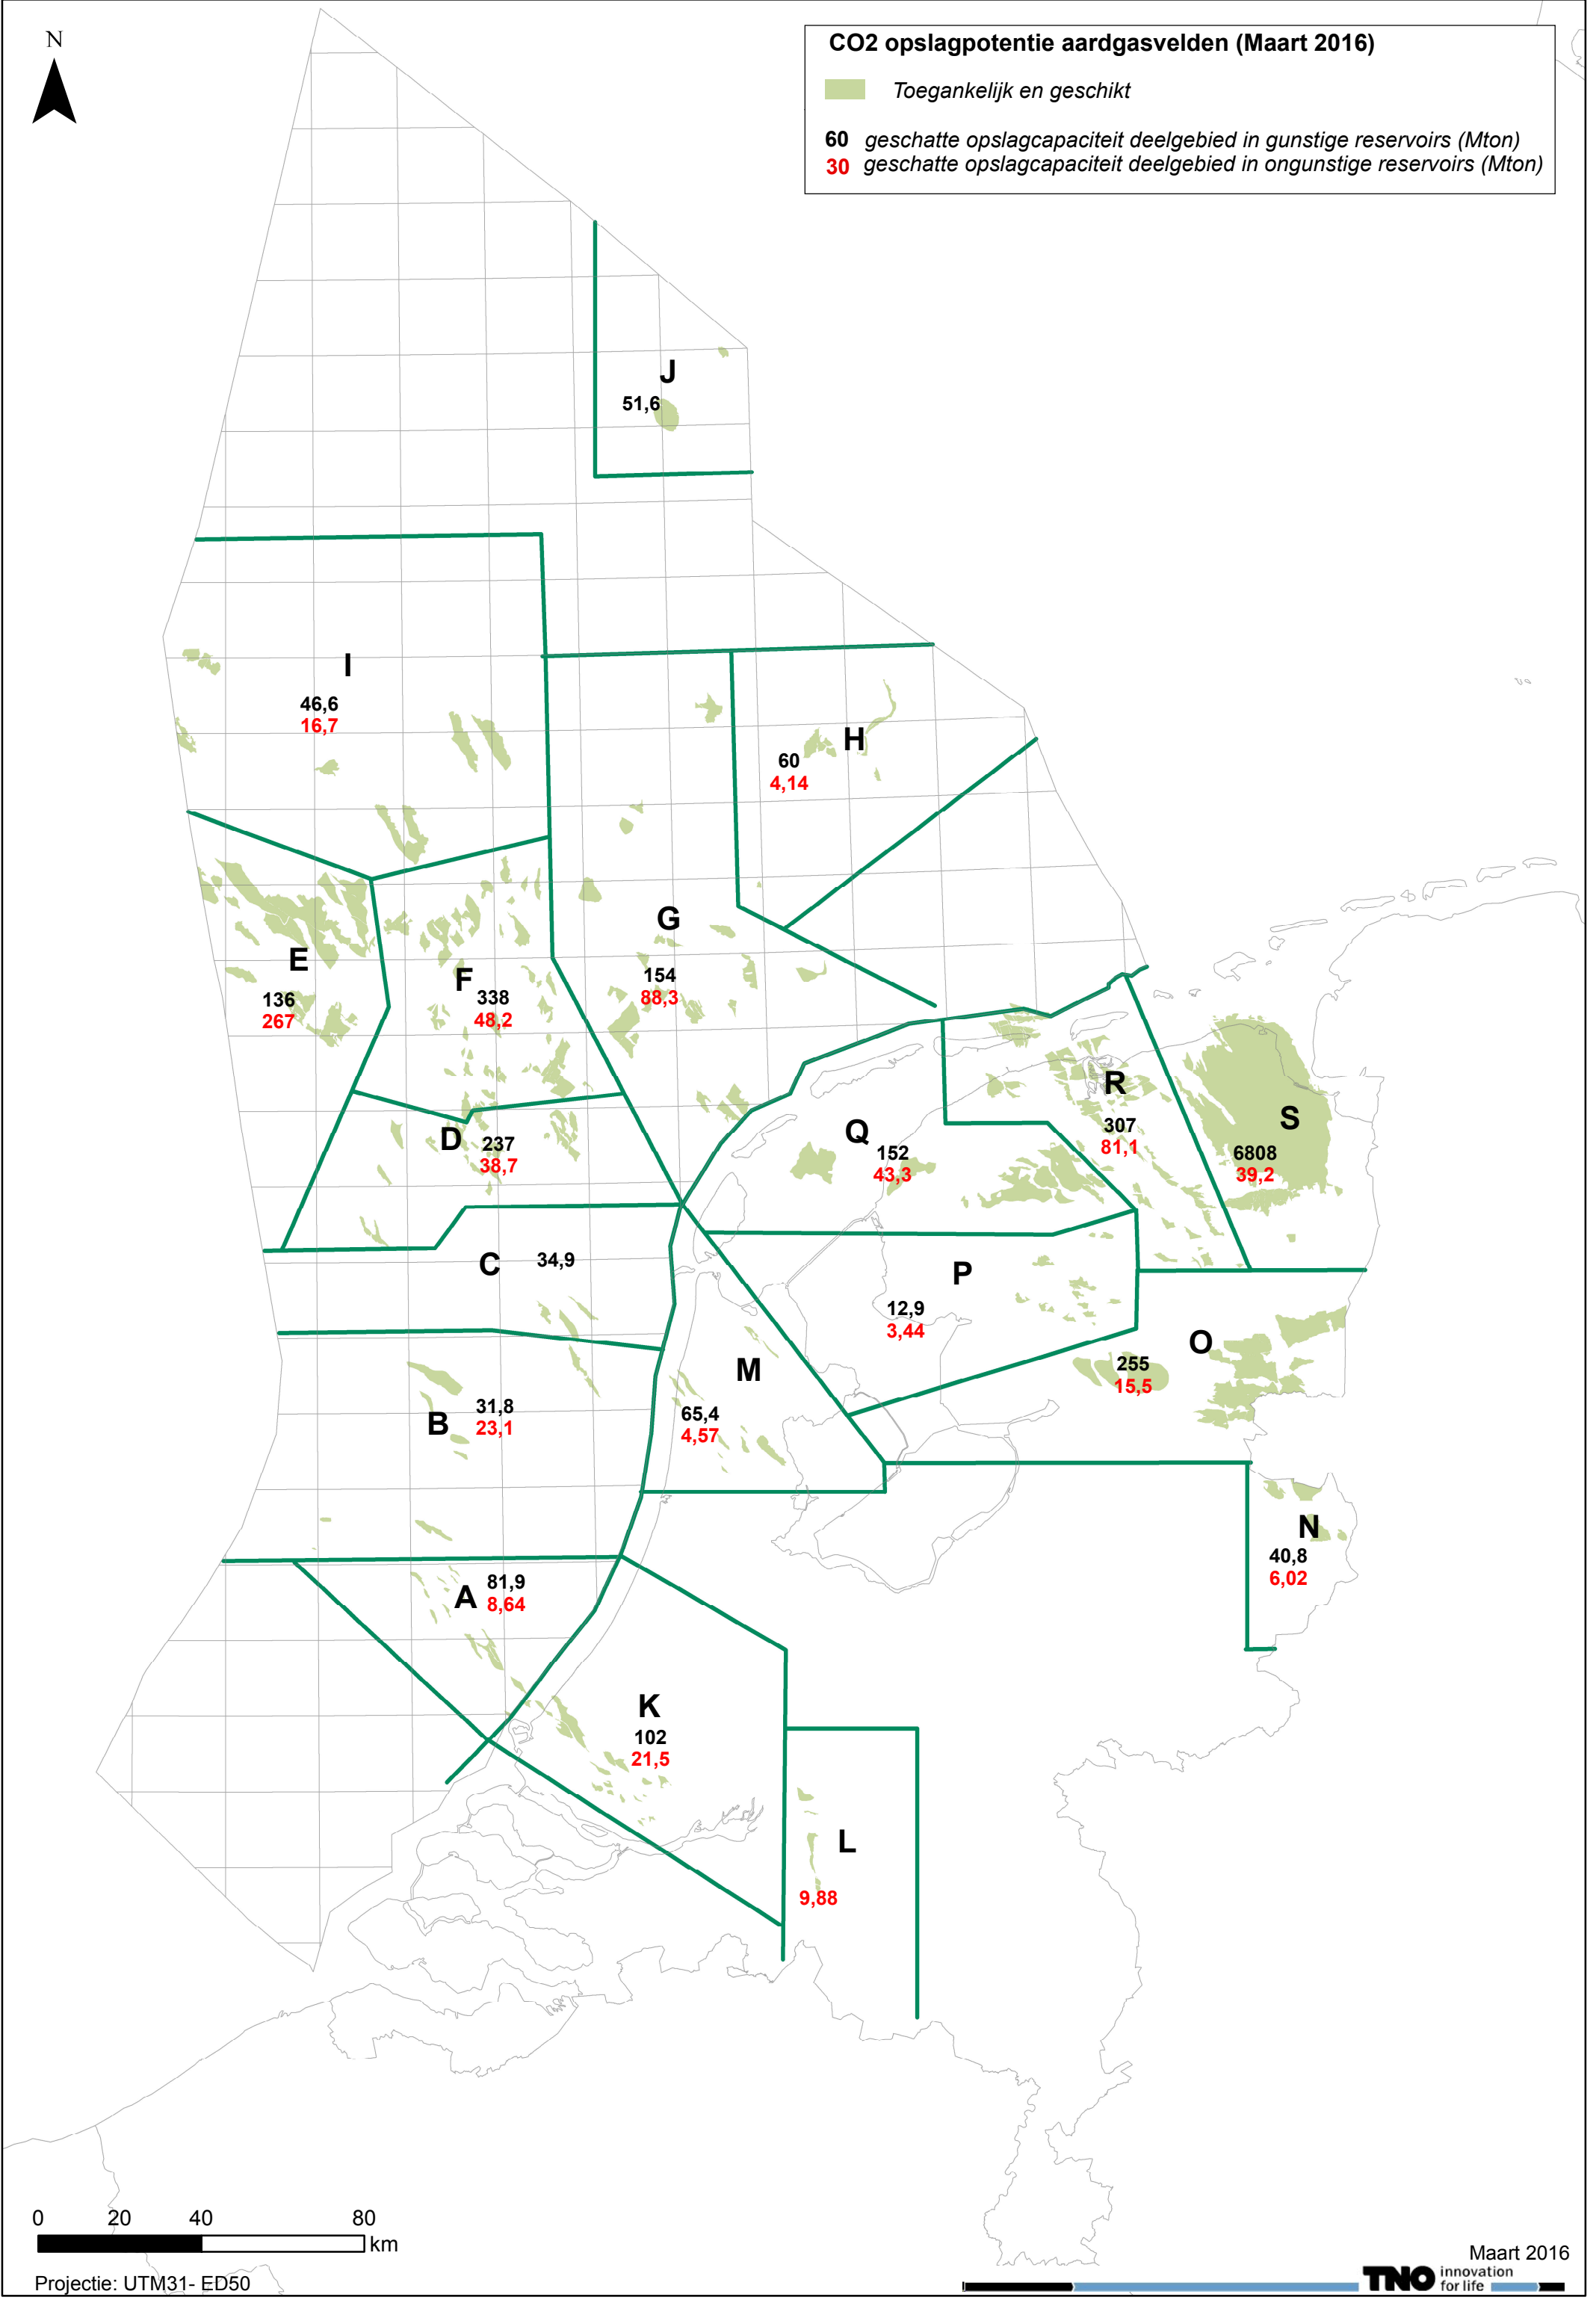 N
CO2 opslagpotentie aardgasvelden (Maart 2016)
Toegankelijk en geschikt
60 geschatte opslagcapaciteit deelgebied in gunstige reservoirs (Mton)
30 geschatte opslagcapaciteit deelgebied in ongunstige reservoirs (Mton)
J
51,6
I
46,6
16,7
H
60
4,14
G
154
88,3
E
136
267
F
338
48,2
R
307
81,1
S
6808
39,2
D
237
38,7
Q
152
43,3
C
34,9
P
12,9
3,44
O
255
15,5
M
65,4
4,57
B
31,8
23,1
N
40,8
6,02
A
81,9
8,64
K
102
21,5
L
9,88
0 20 40 80
km
Projectie: UTM31- ED50
Maart 2016
TNO innovation
for life